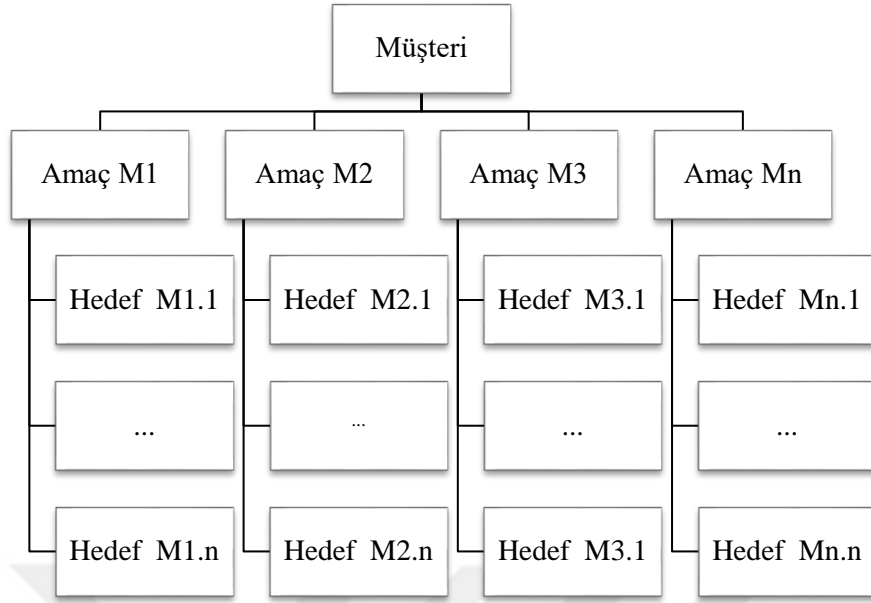 Müşteri
Amaç M1
Amaç M2
Amaç M3
Amaç Mn
Hedef M1.1
Hedef M2.1
Hedef M3.1
Hedef Mn.1
...
...
...
...
Hedef M1.n
Hedef M2.n
Hedef M3.1
Hedef Mn.n